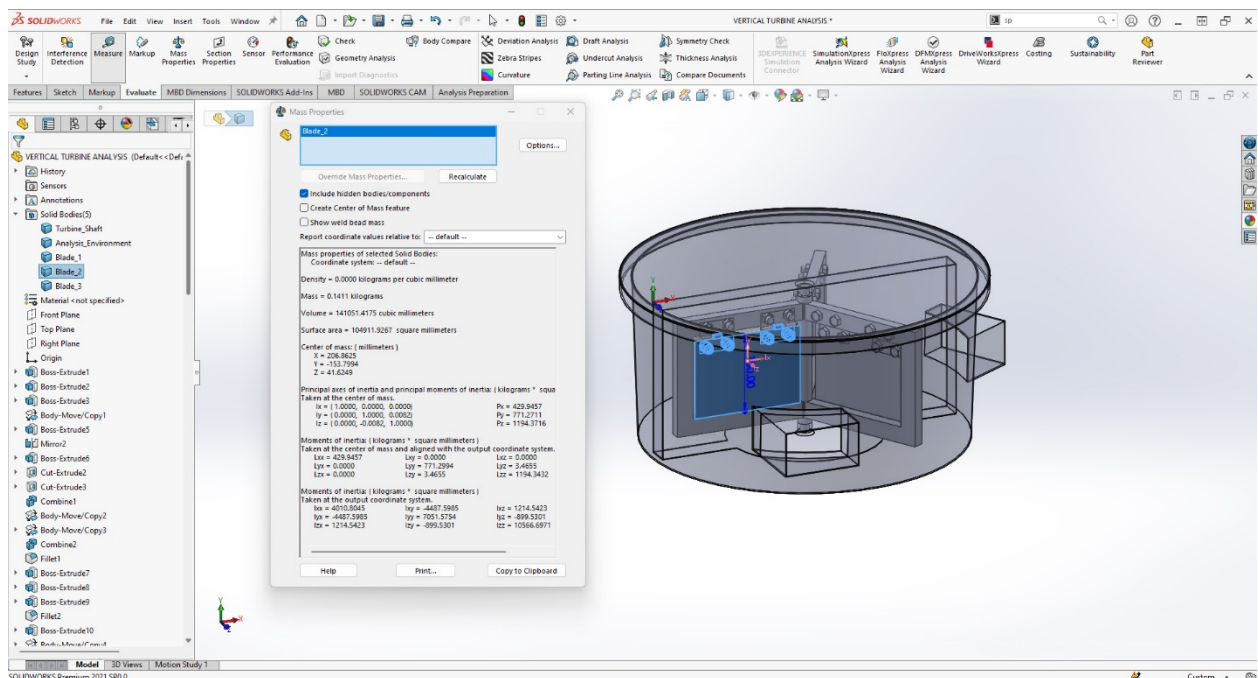 SOLIDWORKS File Edit View Insert Tools Window VERTICAL TURBINE ANALYSIS * sp
Design Study Interference Detection Measure Markup Mass Properties Section Properties Sensor Performance Evaluation Check Body Compare Deviation Analysis Draft Analysis Symmetry Check 3DEXPERIENCE Simulation Connector SimulationXpress Analysis Wizard FloXpress Analysis Wizard DFMXpress Analysis Wizard DriveWorksXpress Wizard Costing Sustainability Part Reviewer
Geometry Analysis Zebra Stripes Undercut Analysis Thickness Analysis
Import Diagnostics Curvature Parting Line Analysis Compare Documents
Features Sketch Markup Evaluate MBD Dimensions SOLIDWORKS Add-Ins MBD SOLIDWORKS CAM Analysis Preparation
VERTICAL TURBINE ANALYSIS (Default<<Defa
History
Sensors
Annotations
Solid Bodies(5)
Turbine_Shaft
Analysis_Environment
Blade_1
Blade_2
Blade_3
Material <not specified>
Front Plane
Top Plane
Right Plane
Origin
Boss-Extrude1
Boss-Extrude2
Boss-Extrude3
Body-Move/Copy1
Boss-Extrude5
Mirror2
Boss-Extrude6
Cut-Extrude2
Cut-Extrude3
Combine1
Body-Move/Copy2
Body-Move/Copy3
Combine2
Fillet1
Boss-Extrude7
Boss-Extrude8
Boss-Extrude9
Fillet2
Boss-Extrude10
Body-Move/Copy4
Mass Properties
Blade_2
Options...
Override Mass Properties... Recalculate
Include hidden bodies/components
Create Center of Mass feature
Show weld bead mass
Report coordinate values relative to: -- default --
Mass properties of selected Solid Bodies:
Coordinate system: -- default --
Density = 0.0000 kilograms per cubic millimeter
Mass = 0.1411 kilograms
Volume = 141051.4175 cubic millimeters
Surface area = 104911.9267 square millimeters
Center of mass: ( millimeters )
X = 206.8625
Y = -153.7994
Z = 41.6249
Principal axes of inertia and principal moments of inertia: ( kilograms * squa
Taken at the center of mass.
Ix = ( 1.0000, 0.0000, 0.0000) Px = 429.9457
Iy = ( 0.0000, 1.0000, 0.0082) Py = 771.2711
Iz = ( 0.0000, -0.0082, 1.0000) Pz = 1194.3716
Moments of inertia: ( kilograms * square millimeters )
Taken at the center of mass and aligned with the output coordinate system.
Lxx = 429.9457 Lxy = 0.0000 Lxz = 0.0000
Lyx = 0.0000 Lyy = 771.2994 Lyz = 3.4655
Lzx = 0.0000 Lzy = 3.4655 Lzz = 1194.3432
Moments of inertia: ( kilograms * square millimeters )
Taken at the output coordinate system.
Ixx = 4010.8045 Ixy = -4487.5985 Ixz = 1214.5423
Iyx = -4487.5985 Iyy = 7051.5754 Iyz = -899.5301
Izx = 1214.5423 Izy = -899.5301 Izz = 10566.6971
Help Print... Copy to Clipboard
Model 3D Views Motion Study 1
SOLIDWORKS Premium 2021 SP0.0 Custom